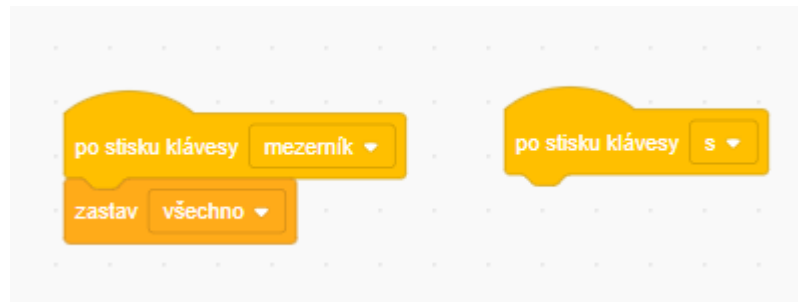 po stisku klávesy mezerník
zastav všechno
po stisku klávesy s